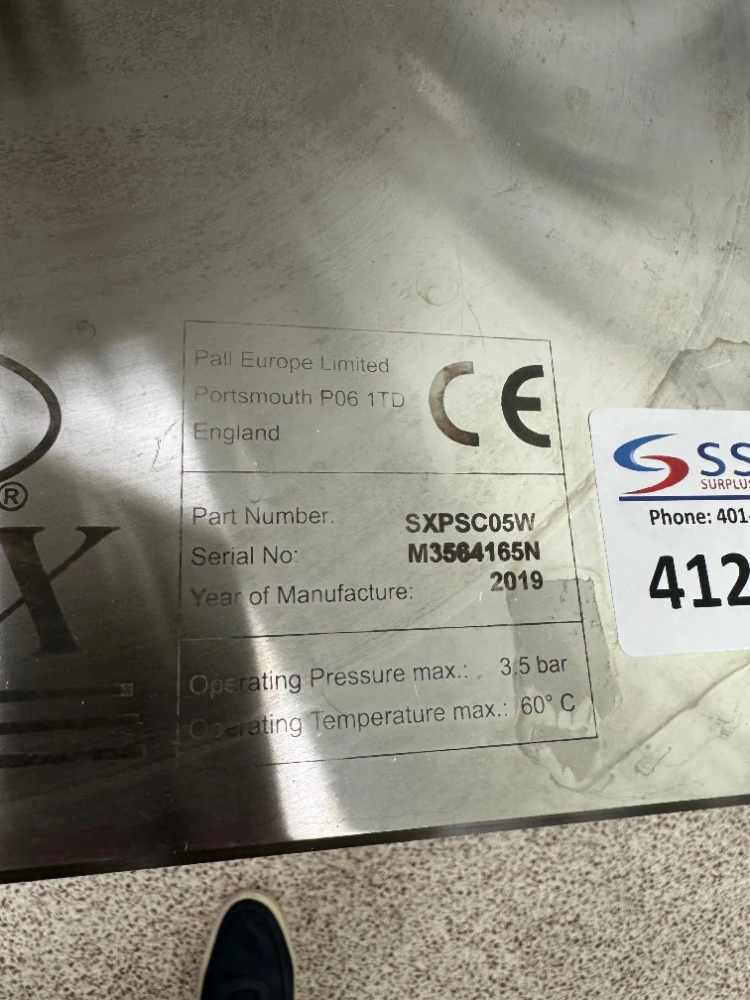 Pall Europe Limited
Portsmouth P06 1TD
England
CE
®
X
Part Number: SXPSC05W
Serial No: M3564165N
Year of Manufacture: 2019
Operating Pressure max.: 3.5 bar
Operating Temperature max.: 60° C
SS
SURPLUS
Phone: 401-
412